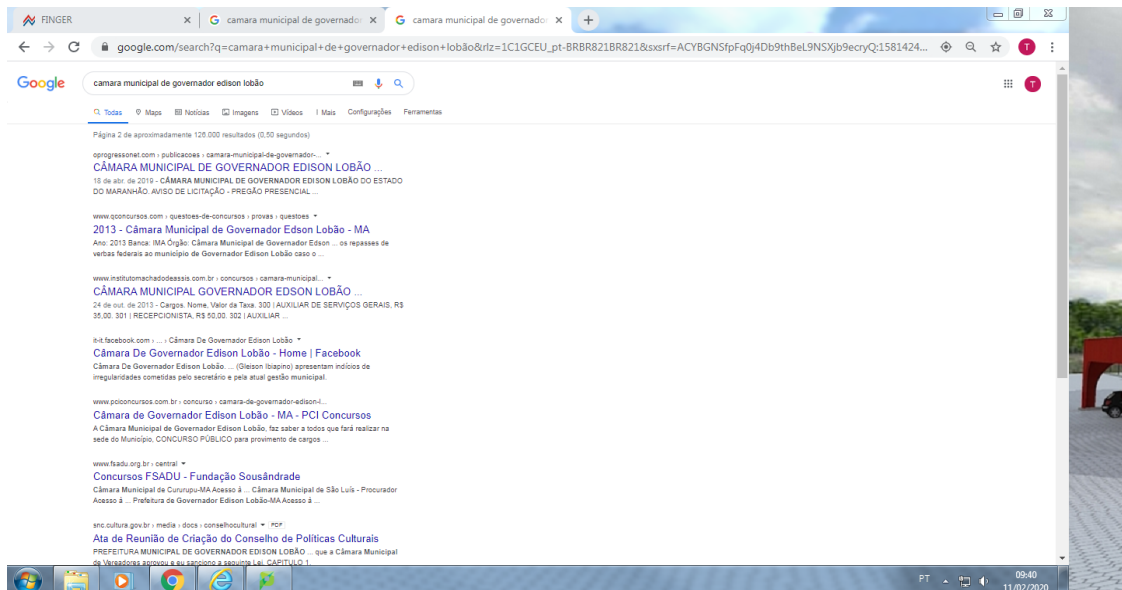 FINGER
camara municipal de governador
camara municipal de governador
google.com/search?q=camara+municipal+de+governador+edison+lobão&rlz=1C1GCEU_pt-BRBR821BR821&sxsrf=ACYBGNSfpFq0j4Db9thBeL9NSXjb9ecryQ:1581424...
T
Google
camara municipal de governador edison lobão
T
Todas Maps Notícias Imagens Vídeos Mais Configurações Ferramentas
Página 2 de aproximadamente 126.000 resultados (0,50 segundos)
oprogressonet.com › publicacoes › camara-municipal-de-governador-...
CÂMARA MUNICIPAL DE GOVERNADOR EDISON LOBÃO ...
18 de abr. de 2019 - CÂMARA MUNICIPAL DE GOVERNADOR EDISON LOBÃO DO ESTADO
DO MARANHÃO. AVISO DE LICITAÇÃO - PREGÃO PRESENCIAL ...
www.qconcursos.com › questoes-de-concursos › provas › questoes
2013 - Câmara Municipal de Governador Edson Lobão - MA
Ano: 2013 Banca: IMA Órgão: Câmara Municipal de Governador Edson ... os repasses de
verbas federais ao município de Governador Edison Lobão caso o ...
www.institutomachadodeassis.com.br › concursos › camara-municipal...
CÂMARA MUNICIPAL GOVERNADOR EDSON LOBÃO ...
24 de out. de 2013 - Cargos. Nome, Valor da Taxa. 300 | AUXILIAR DE SERVIÇOS GERAIS, R$
35,00. 301 | RECEPCIONISTA, R$ 50,00. 302 | AUXILIAR ...
it-it.facebook.com › ... › Câmara De Governador Edison Lobão
Câmara De Governador Edison Lobão - Home | Facebook
Câmara De Governador Edison Lobão. ... (Gleison Ibiapino) apresentam indícios de
irregularidades cometidas pelo secretário e pela atual gestão municipal.
www.pciconcursos.com.br › concurso › camara-de-governador-edison-l...
Câmara de Governador Edison Lobão - MA - PCI Concursos
A Câmara Municipal de Governador Edison Lobão, faz saber a todos que fará realizar na
sede do Município, CONCURSO PÚBLICO para provimento de cargos ...
www.fsadu.org.br › central
Concursos FSADU - Fundação Sousândrade
Câmara Municipal de Cururupu-MA Acesso à ... Câmara Municipal de São Luís - Procurador
Acesso à ... Prefeitura de Governador Edison Lobão-MA Acesso à ...
snc.cultura.gov.br › media › docs › conselhocultural PDF
Ata de Reunião de Criação do Conselho de Políticas Culturais
PREFEITURA MUNICIPAL DE GOVERNADOR EDISON LOBÃO ... que a Câmara Municipal
de Vereadores aprovou e eu sanciono a seguinte Lei. CAPITULO 1.
PT
09:40
11/02/2020